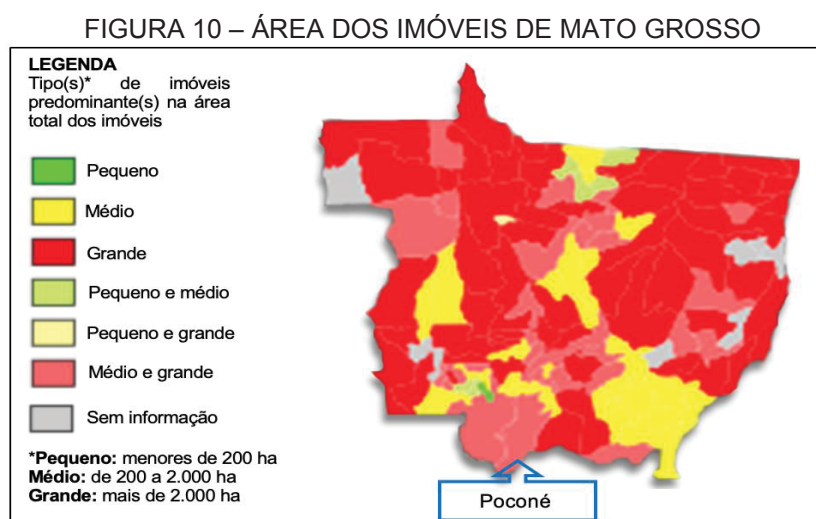 FIGURA 10 – ÁREA DOS IMÓVEIS DE MATO GROSSO
LEGENDA
Tipo(s)* de imóveis
predominante(s) na área
total dos imóveis
Pequeno
Médio
Grande
Pequeno e médio
Pequeno e grande
Médio e grande
Sem informação
*Pequeno: menores de 200 ha
Médio: de 200 a 2.000 ha
Grande: mais de 2.000 ha
Poconé